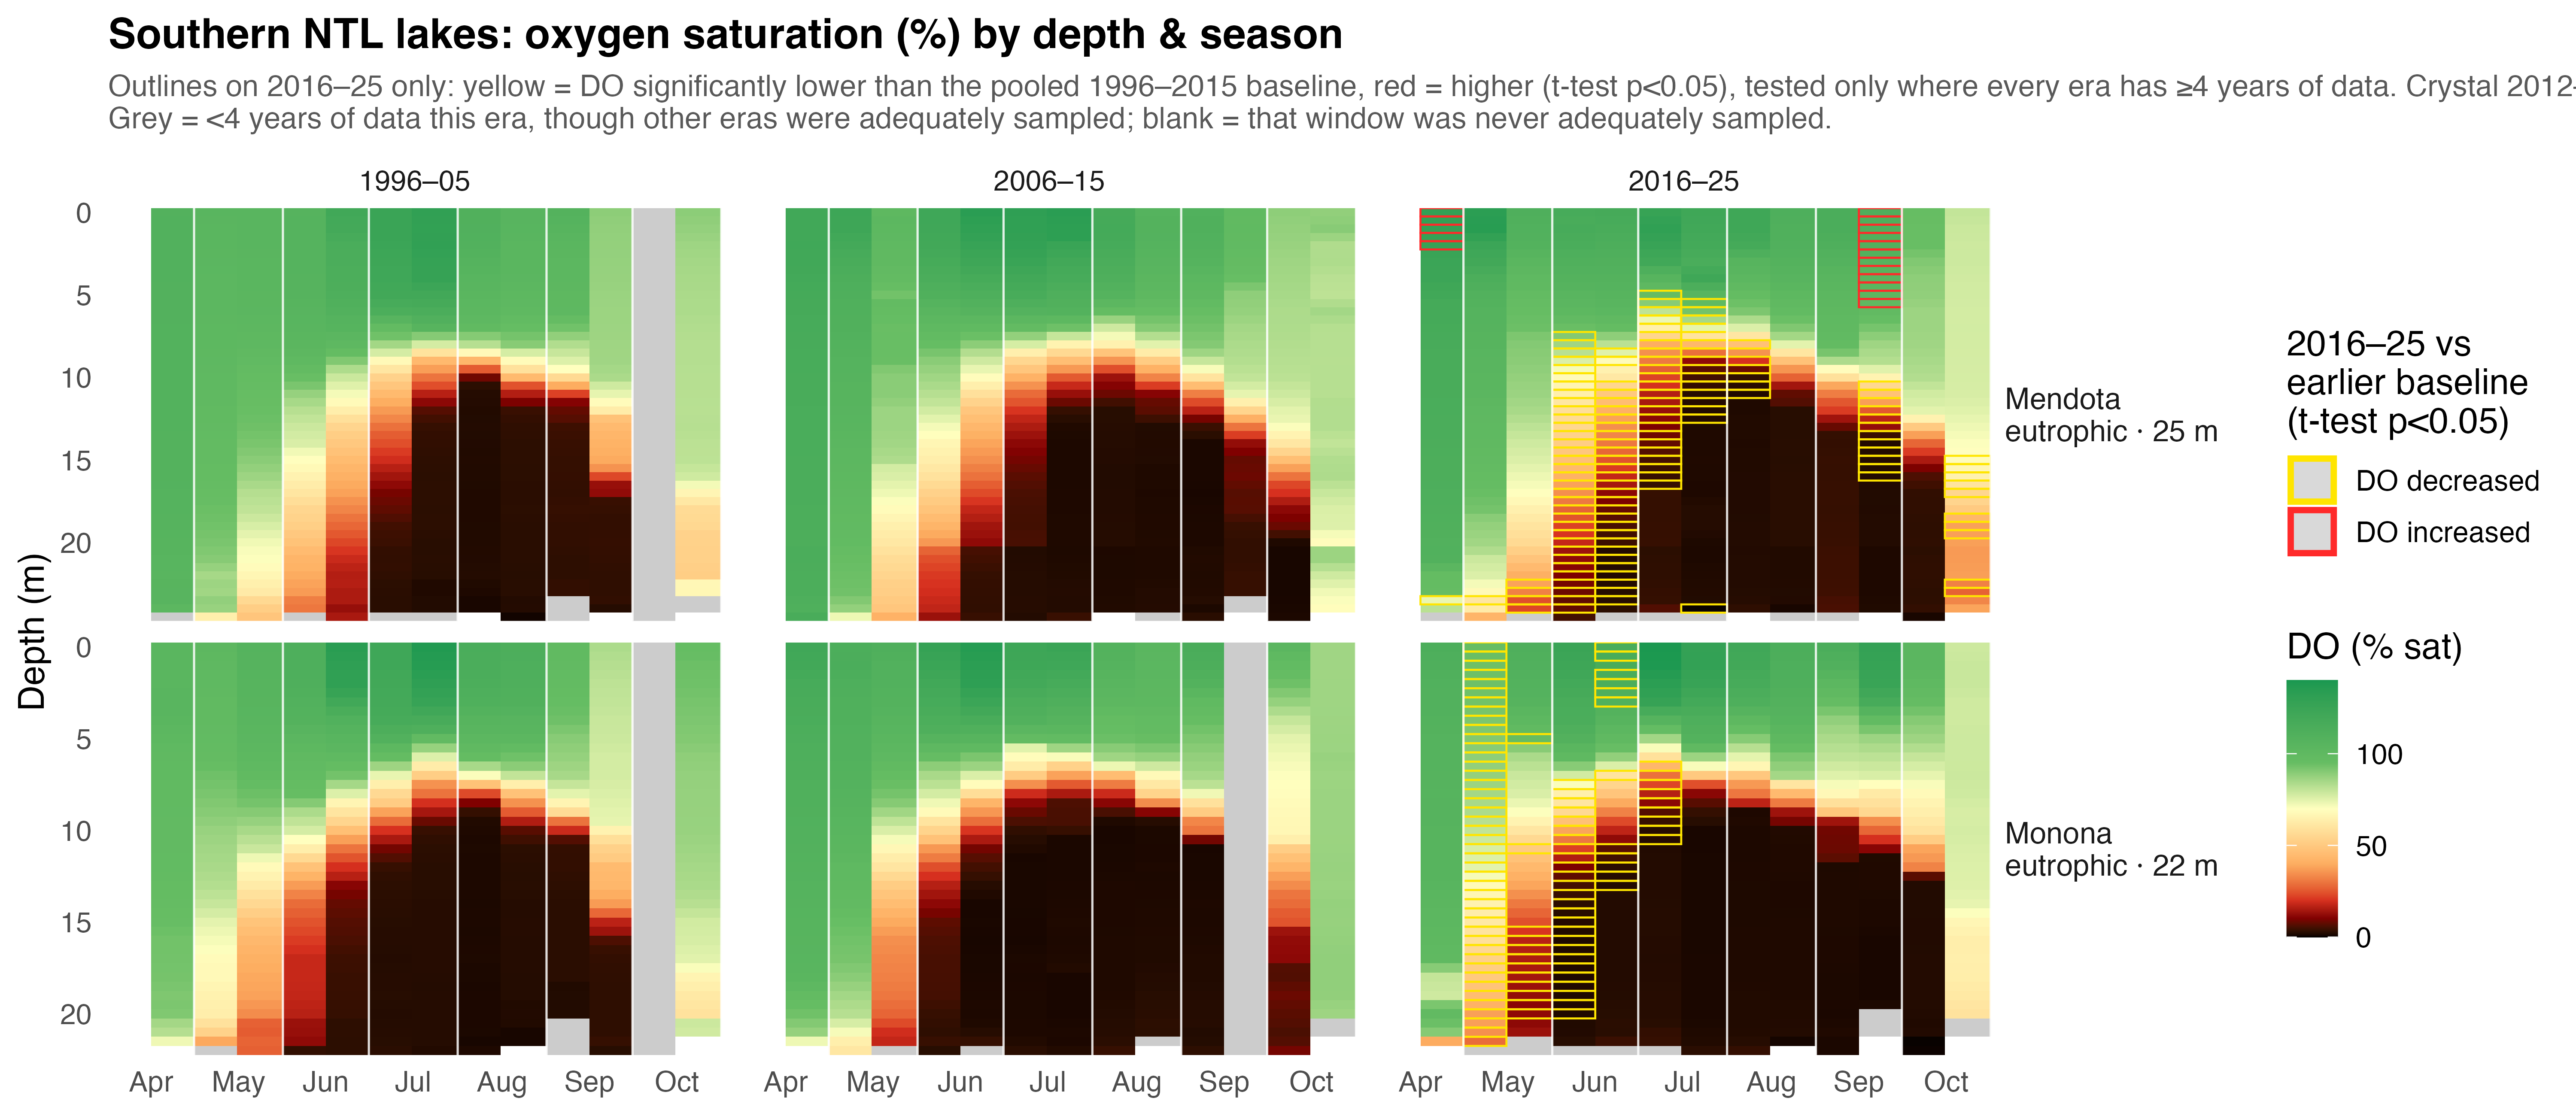 Southern NTL lakes: oxygen saturation (%) by depth & season
Outlines on 2016–25 only: yellow = DO significantly lower than the pooled 1996–2015 baseline, red = higher (t-test p<0.05), tested only where every era has ≥4 years of data. Crystal 2012-
Grey = <4 years of data this era, though other eras were adequately sampled; blank = that window was never adequately sampled.
1996–05
2006–15
2016–25
0
5
10
15
20
Mendota
eutrophic · 25 m
Depth (m)
0
5
10
15
20
Monona
eutrophic · 22 m
Apr May Jun Jul Aug Sep Oct
Apr May Jun Jul Aug Sep Oct
Apr May Jun Jul Aug Sep Oct
2016–25 vs
earlier baseline
(t-test p<0.05)
DO decreased
DO increased
DO (% sat)
100
50
0